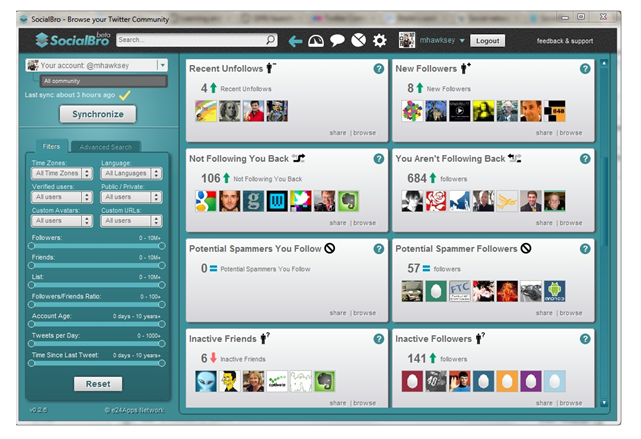 SocialBro - Browse your Twitter Community
SocialBro beta
Search...
mhawksey
Logout
feedback & support
Your account: @mhawksey
All community
Last sync: about 3 hours ago
Synchronize
Filters
Advanced Search
Time Zones:
Language:
All Time Zones
All Languages
Verified users:
Public / Private:
All users
All users
Custom Avatars:
Custom URLs:
All users
All users
Followers:
0 - 10M+
Friends:
0 - 10M+
List:
0 - 10M+
Followers/Friends Ratio:
0 - 100+
Account Age:
0 days - 10 years+
Tweets per Day:
0 - 1000+
Time Since Last Tweet:
0 days - 10 years+
Reset
v0.2.6
© e24Apps Network
Recent Unfollows
4 Recent Unfollows
share | browse
New Followers
8 New Followers
share | browse
Not Following You Back
106 Not Following You Back
share | browse
You Aren't Following Back
684 followers
share | browse
Potential Spammers You Follow
0 = Potential Spammers You Follow
share | browse
Potential Spammer Followers
57 = followers
FTC
android
share | browse
Inactive Friends
6 Inactive Friends
share | browse
Inactive Followers
141 followers
share | browse